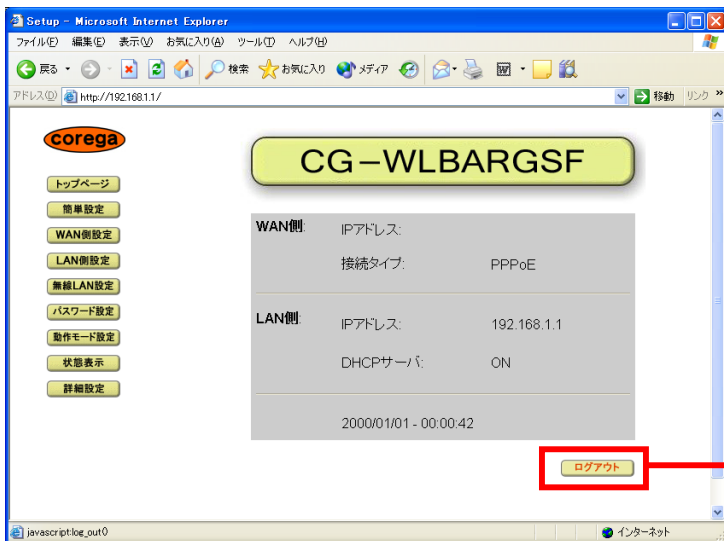 Setup - Microsoft Internet Explorer
ファイル(F) 編集(E) 表示(V) お気に入り(A) ツール(T) ヘルプ(H)
戻る 検索 お気に入り メディア
アドレス(D) http://192.168.1.1/ 移動 リンク »
corega
CG-WLBARGSF
トップページ
簡単設定
WAN側設定
LAN側設定
無線LAN設定
パスワード設定
動作モード設定
状態表示
詳細設定
WAN側: IPアドレス:
接続タイプ: PPPoE
LAN側: IPアドレス: 192.168.1.1
DHCPサーバ: ON
2000/01/01 - 00:00:42
ログアウト
javascript:log_out() インターネット